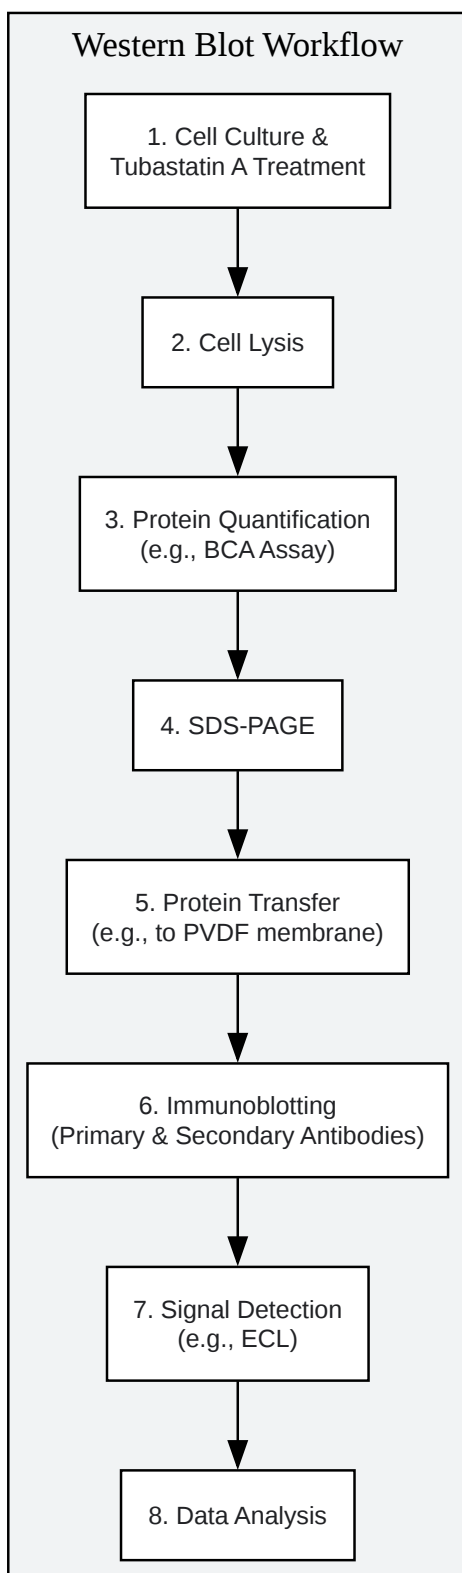 Western Blot Workflow
1. Cell Culture &
Tubastatin A Treatment
2. Cell Lysis
3. Protein Quantification
(e.g., BCA Assay)
4. SDS-PAGE
5. Protein Transfer
(e.g., to PVDF membrane)
6. Immunoblotting
(Primary & Secondary Antibodies)
7. Signal Detection
(e.g., ECL)
8. Data Analysis